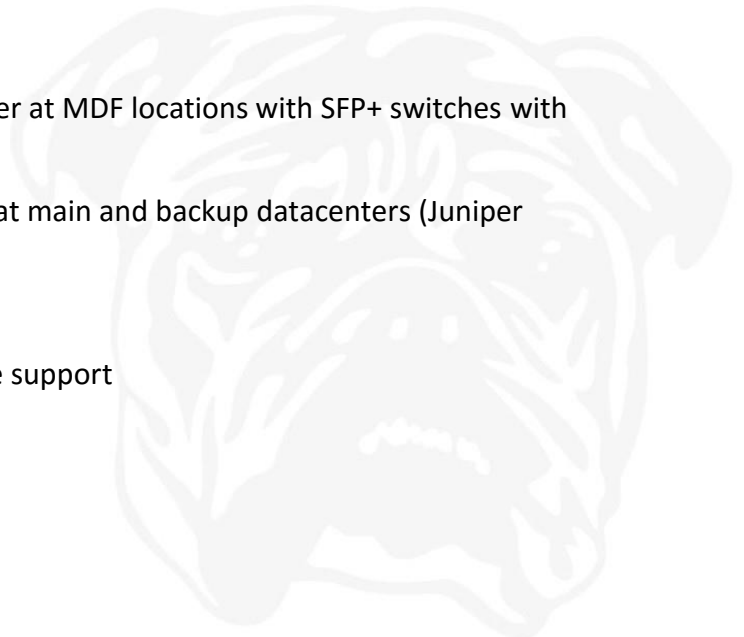 er at MDF locations with SFP+ switches with
at main and backup datacenters (Juniper
e support